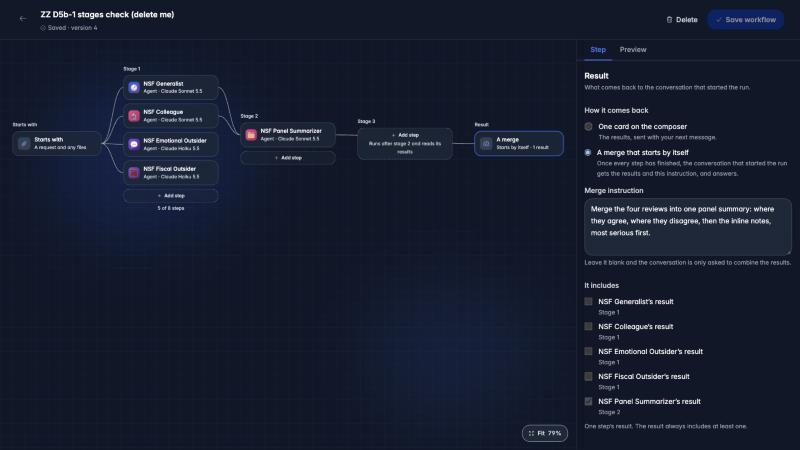 ZZ D5b-1 stages check (delete me)
Saved · version 4
Delete
Save workflow
Stage 1
NSF Generalist
Agent · Claude Sonnet 5.5
NSF Colleague
Agent · Claude Sonnet 5.5
NSF Emotional Outsider
Agent · Claude Haiku 5.5
NSF Fiscal Outsider
Agent · Claude Haiku 5.5
+ Add step
5 of 8 steps
Starts with
Starts with
A request and any files
Stage 2
NSF Panel Summarizer
Agent · Claude Sonnet 5.5
+ Add step
Stage 3
+ Add step
Runs after stage 2 and reads its
results
Result
A merge
Starts by itself · 1 result
Fit 79%
Step
Preview
Result
What comes back to the conversation that started the run.
How it comes back
One card on the composer
The results, sent with your next message.
A merge that starts by itself
Once every step has finished, the conversation that started the run
gets the results and this instruction, and answers.
Merge instruction
Merge the four reviews into one panel summary: where
they agree, where they disagree, then the inline notes,
most serious first.
Leave it blank and the conversation is only asked to combine the results.
It includes
NSF Generalist's result
Stage 1
NSF Colleague's result
Stage 1
NSF Emotional Outsider's result
Stage 1
NSF Fiscal Outsider's result
Stage 1
NSF Panel Summarizer's result
Stage 2
One step's result. The result always includes at least one.